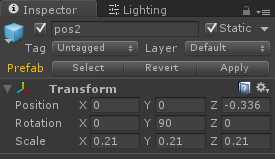 Inspector Lighting
pos2 Static
Tag Untagged Layer Default
Prefab Select Revert Apply
Transform
Position X 0 Y 0 Z -0.336
Rotation X 0 Y 90 Z 0
Scale X 0.21 Y 0.21 Z 0.21